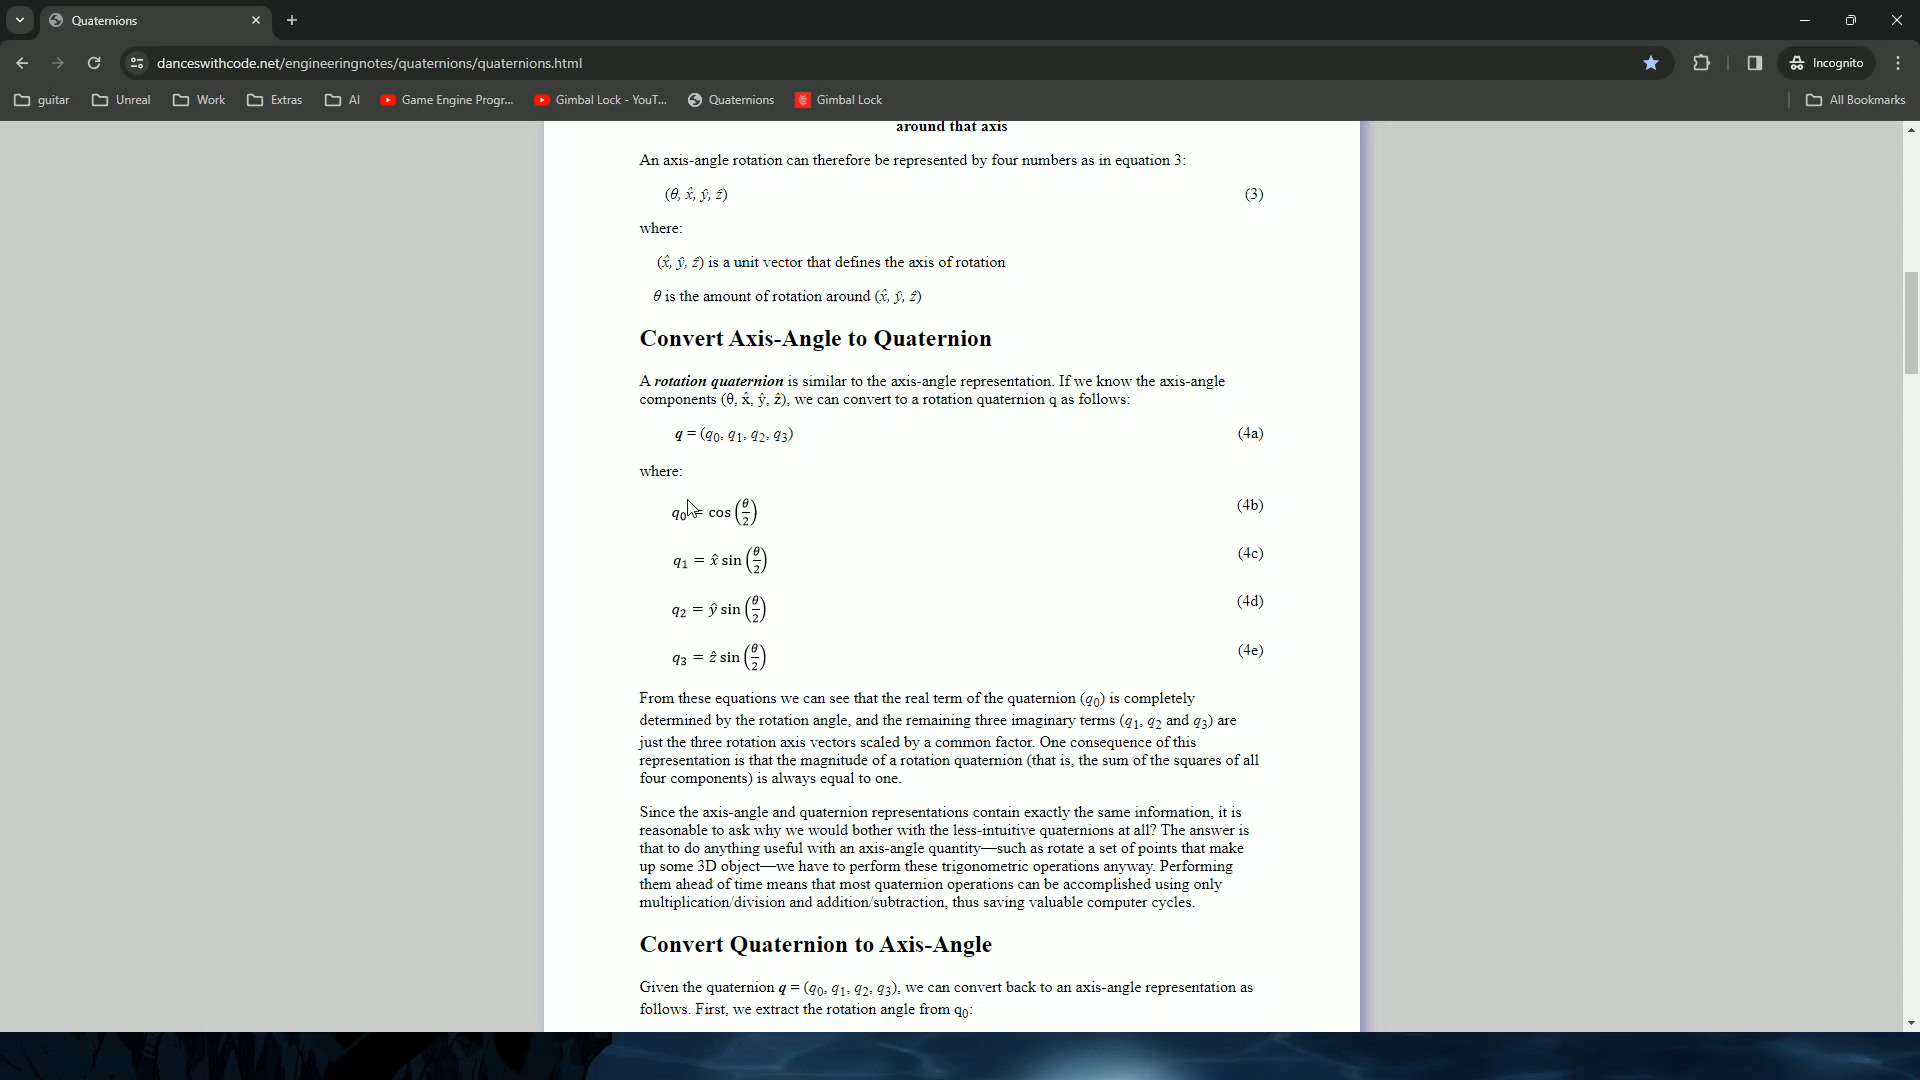 Quaternions
danceswithcode.net/engineeringnotes/quaternions/quaternions.html
Incognito
guitar Unreal Work Extras AI Game Engine Progr... Gimbal Lock - YouT... Quaternions Gimbal Lock All Bookmarks
around that axis
An axis-angle rotation can therefore be represented by four numbers as in equation 3:
(θ, x̂, ŷ, ẑ) (3)
where:
(x̂, ŷ, ẑ) is a unit vector that defines the axis of rotation
θ is the amount of rotation around (x̂, ŷ, ẑ)
Convert Axis-Angle to Quaternion
A rotation quaternion is similar to the axis-angle representation. If we know the axis-angle
components (θ, x̂, ŷ, ẑ), we can convert to a rotation quaternion q as follows:
q = (q₀, q₁, q₂, q₃) (4a)
where:
q₀ = cos (θ/2) (4b)
q₁ = x̂ sin (θ/2) (4c)
q₂ = ŷ sin (θ/2) (4d)
q₃ = ẑ sin (θ/2) (4e)
From these equations we can see that the real term of the quaternion (q₀) is completely
determined by the rotation angle, and the remaining three imaginary terms (q₁, q₂ and q₃) are
just the three rotation axis vectors scaled by a common factor. One consequence of this
representation is that the magnitude of a rotation quaternion (that is, the sum of the squares of all
four components) is always equal to one.
Since the axis-angle and quaternion representations contain exactly the same information, it is
reasonable to ask why we would bother with the less-intuitive quaternions at all? The answer is
that to do anything useful with an axis-angle quantity—such as rotate a set of points that make
up some 3D object—we have to perform these trigonometric operations anyway. Performing
them ahead of time means that most quaternion operations can be accomplished using only
multiplication/division and addition/subtraction, thus saving valuable computer cycles.
Convert Quaternion to Axis-Angle
Given the quaternion q = (q₀, q₁, q₂, q₃), we can convert back to an axis-angle representation as
follows. First, we extract the rotation angle from q₀: